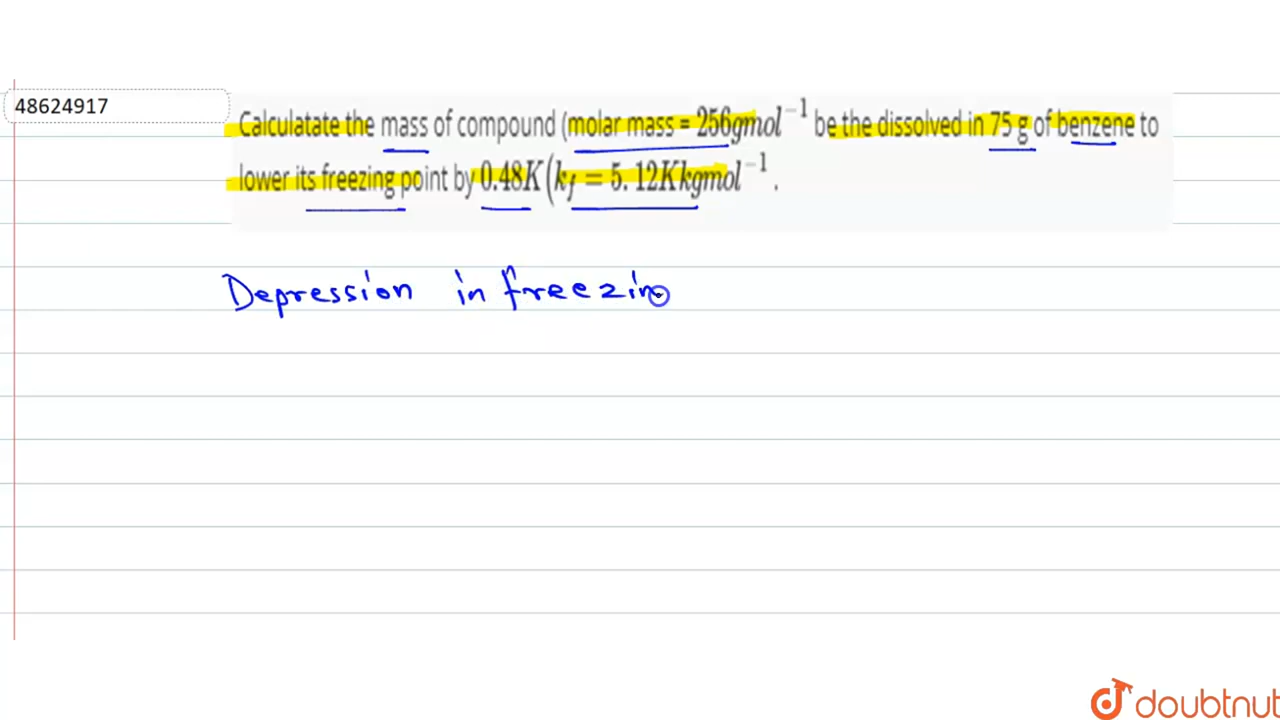 48624917
Calculatate the mass of compound (molar mass = 256gmol⁻¹ be the dissolved in 75 g of benzene to
lower its freezing point by 0.48K(k_f = 5.12Kkgmol⁻¹ .
Depression in freezin
doubtnut